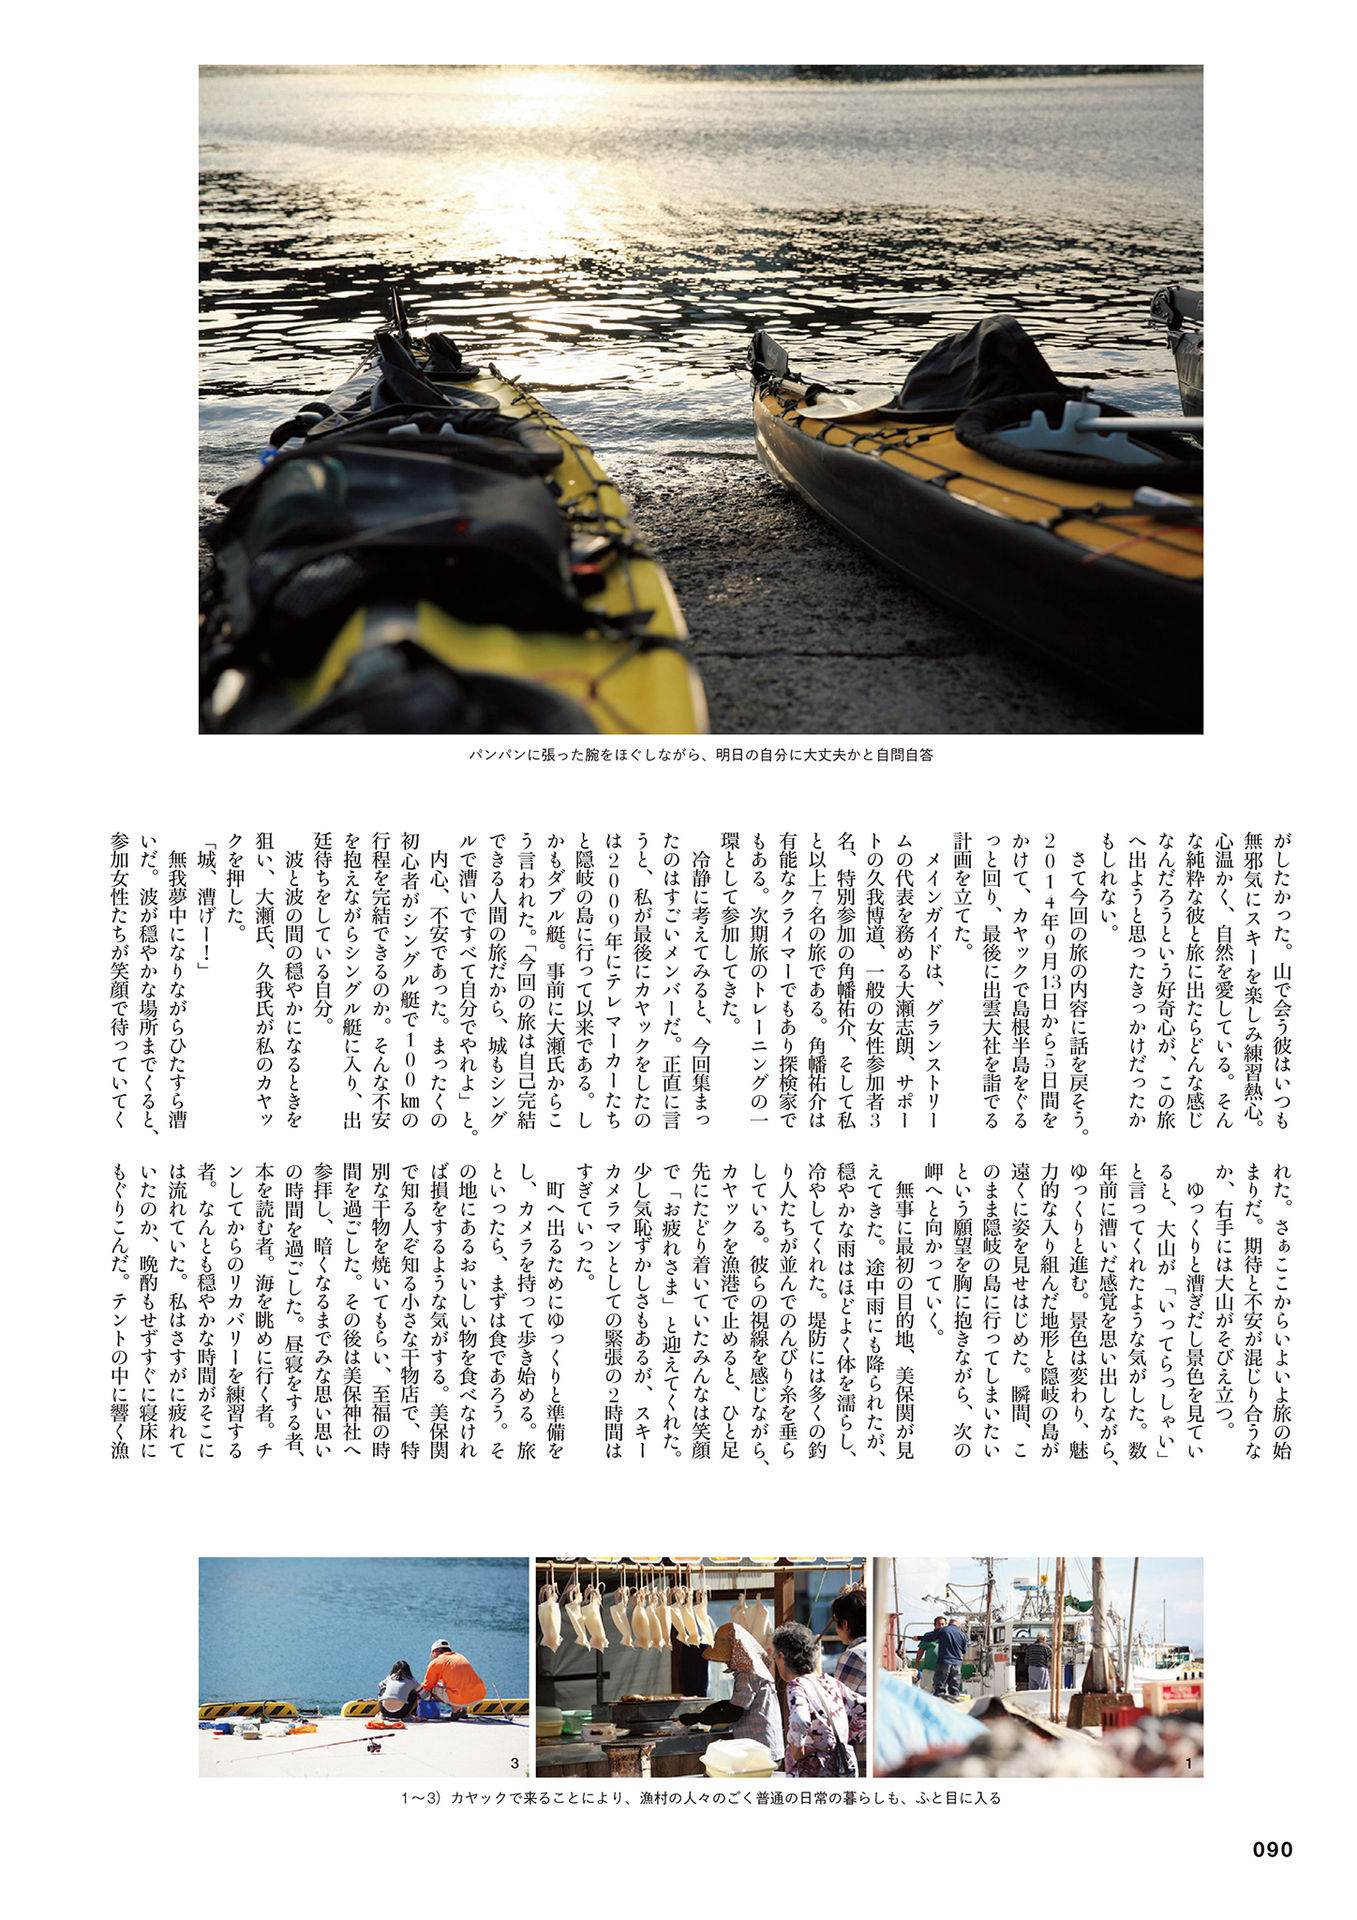 パンパンに張った腕をほぐしながら、明日の自分に大丈夫かと自問自答
がしたかった。山で会う彼はいつも
無邪気にスキーを楽しみ練習熱心。
心温かく、自然を愛している。そん
な純粋な彼と旅に出たらどんな感じ
なんだろうという好奇心が、この旅
へ出ようと思ったきっかけだったか
もしれない。
さて今回の旅の内容に話を戻そう。
2014年9月13日から5日間を
かけて、カヤックで島根半島をぐる
っと回り、最後に出雲大社を詣でる
計画を立てた。
メインガイドは、グランストリー
ムの代表を務める大瀬志朗、サポー
トの久我博道、一般の女性参加者3
名、特別参加の角幡祐介、そして私
と以上7名の旅である。角幡祐介は
有能なクライマーでもあり探検家で
もある。次期旅のトレーニングの一
環として参加してきた。
冷静に考えてみると、今回集まっ
たのはすごいメンバーだ。正直に言
うと、私が最後にカヤックをしたの
は2009年にテレマーカーたち
と隠岐の島に行って以来である。し
かもダブル艇。事前に大瀬氏からこ
う言われた。「今回の旅は自己完結
できる人間の旅だから、城もシング
ルで漕いですべて自分でやれよ」と。
内心、不安であった。まったくの
初心者がシングル艇で100㎞の
行程を完結できるのか。そんな不安
を抱えながらシングル艇に入り、出
廷待ちをしている自分。
波と波の間の穏やかになるときを
狙い、大瀬氏、久我氏が私のカヤッ
クを押した。
「城、漕げー！」
無我夢中になりながらひたすら漕
いだ。波が穏やかな場所までくると、
参加女性たちが笑顔で待っていてく
れた。さぁここからいよいよ旅の始
まりだ。期待と不安が混じり合うな
か、右手には大山がそびえ立つ。
ゆっくりと漕ぎだし景色を見てい
ると、大山が「いってらっしゃい」
と言ってくれたような気がした。数
年前に漕いだ感覚を思い出しながら、
ゆっくりと進む。景色は変わり、魅
力的な入り組んだ地形と隠岐の島が
遠くに姿を見せはじめた。瞬間、こ
のまま隠岐の島に行ってしまいたい
という願望を胸に抱きながら、次の
岬へと向かっていく。
無事に最初の目的地、美保関が見
えてきた。途中雨にも降られたが、
穏やかな雨はほどよく体を濡らし、
冷やしてくれた。堤防には多くの釣
り人たちが並んでのんびり糸を垂ら
している。彼らの視線を感じながら、
カヤックを漁港で止めると、ひと足
先にたどり着いていたみんなは笑顔
で「お疲れさま」と迎えてくれた。
少し気恥ずかしさもあるが、スキー
カメラマンとしての緊張の2時間は
すぎていった。
町へ出るためにゆっくりと準備を
し、カメラを持って歩き始める。旅
といったら、まずは食であろう。そ
の地にあるおいしい物を食べなけれ
ば損をするような気がする。美保関
で知る人ぞ知る小さな干物店で、特
別な干物を焼いてもらい、至福の時
間を過ごした。その後は美保神社へ
参拝し、暗くなるまでみな思い思い
の時間を過ごした。昼寝をする者、
本を読む者。海を眺めに行く者。チ
ンしてからのリカバリーを練習する
者。なんとも穏やかな時間がそこに
は流れていた。私はさすがに疲れて
いたのか、晩酌もせずすぐに寝床に
もぐりこんだ。テントの中に響く漁
1
3
1〜3）カヤックで来ることにより、漁村の人々のごく普通の日常の暮らしも、ふと目に入る
090